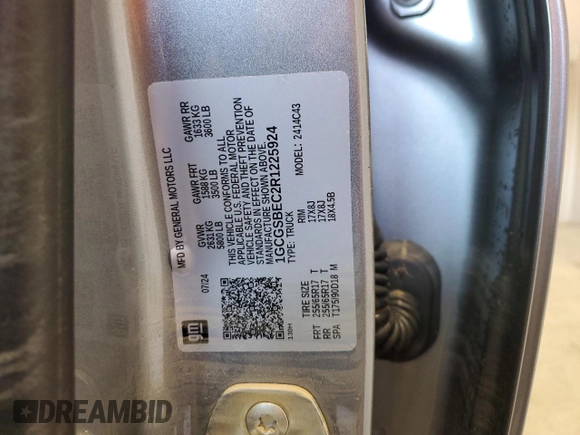 MFD BY GENERAL MOTORS LLC
07/24
GVWR
2631 KG
5800 LB
GAWR FRT
1588 KG
3500 LB
GAWR RR
1633 KG
3600 LB
THIS VEHICLE CONFORMS TO ALL
APPLICABLE U.S. FEDERAL MOTOR
VEHICLE SAFETY AND THEFT PREVENTION
STANDARDS IN EFFECT ON THE DATE OF
MANUFACTURE SHOWN ABOVE.
1GCGSBEC2R1225924
TYPE: TRUCK
MODEL: 2414C43
gm
TIRE SIZE
RIM
FRT 255/65R17 T 17X8J
RR 255/65R17 T 17X8J
SPA T175/90D18 M 18X4.5B
DREAMBID